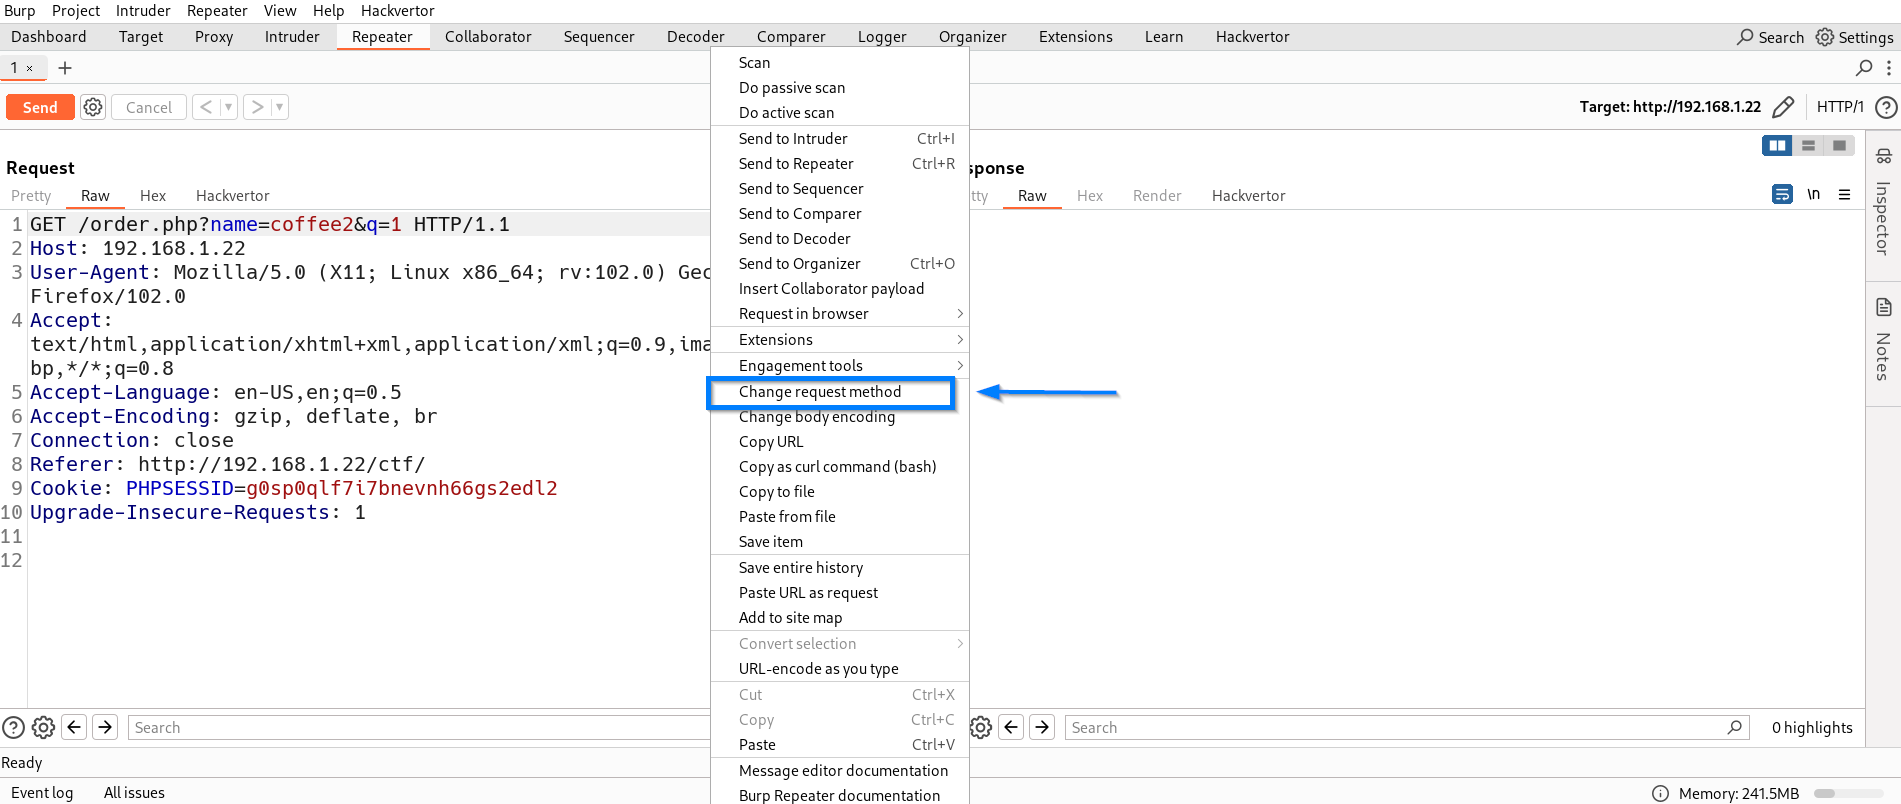 Burp Project Intruder Repeater View Help Hackvertor
Dashboard Target Proxy Intruder Repeater Collaborator Sequencer Decoder Comparer Logger Organizer Extensions Learn Hackvertor Search Settings
1 ×
Send Cancel Target: http://192.168.1.22 HTTP/1
Request
Pretty Raw Hex Hackvertor
1 GET /order.php?name=coffee2&q=1 HTTP/1.1
2 Host: 192.168.1.22
3 User-Agent: Mozilla/5.0 (X11; Linux x86_64; rv:102.0) Gec
Firefox/102.0
4 Accept:
text/html,application/xhtml+xml,application/xml;q=0.9,ima
bp,*/*;q=0.8
5 Accept-Language: en-US,en;q=0.5
6 Accept-Encoding: gzip, deflate, br
7 Connection: close
8 Referer: http://192.168.1.22/ctf/
9 Cookie: PHPSESSID=g0sp0qlf7i7bnevnh66gs2edl2
10 Upgrade-Insecure-Requests: 1
11
12
Scan
Do passive scan
Do active scan
Send to Intruder Ctrl+I
Send to Repeater Ctrl+R
Send to Sequencer
Send to Comparer
Send to Decoder
Send to Organizer Ctrl+O
Insert Collaborator payload
Request in browser
Extensions
Engagement tools
Change request method
Change body encoding
Copy URL
Copy as curl command (bash)
Copy to file
Paste from file
Save item
Save entire history
Paste URL as request
Add to site map
Convert selection
URL-encode as you type
Cut Ctrl+X
Copy Ctrl+C
Paste Ctrl+V
Message editor documentation
Burp Repeater documentation
sponse
tty Raw Hex Render Hackvertor \n
Inspector
Notes
Search
Search 0 highlights
Ready
Event log All issues Memory: 241.5MB